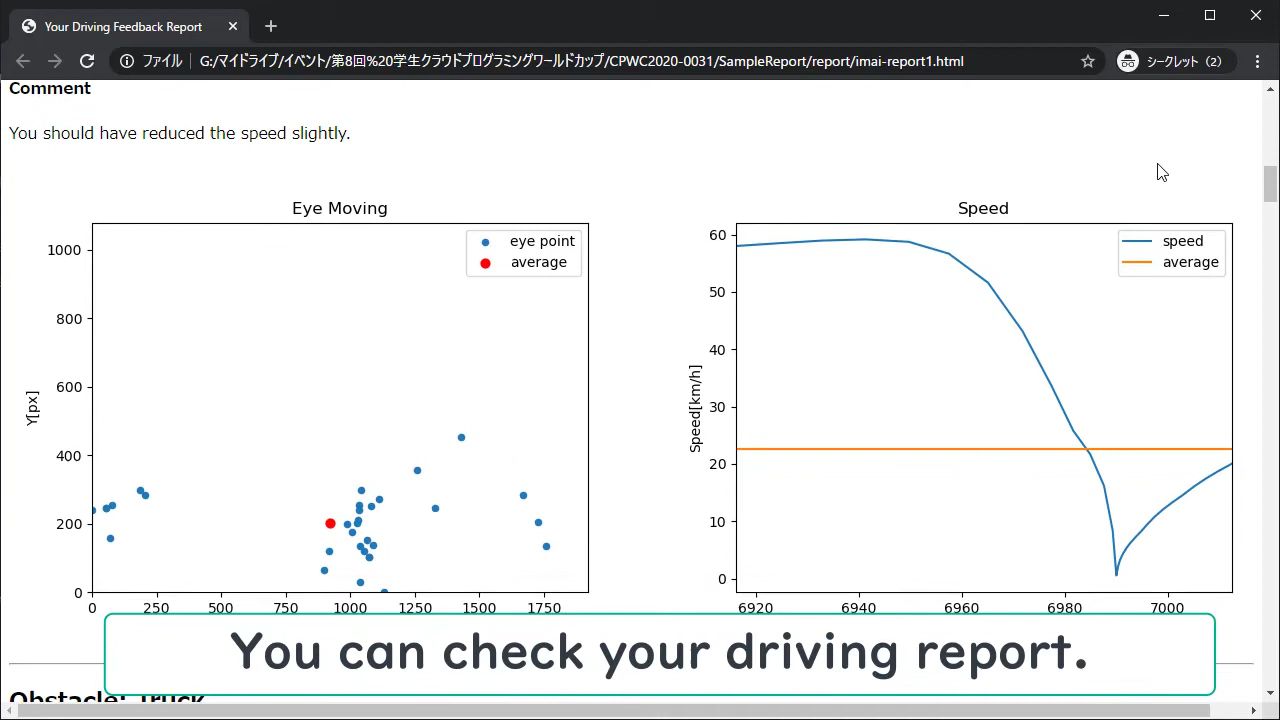 Your Driving Feedback Report
ファイル G:/マイドライブ/イベント/第8回%20学生クラウドプログラミングワールドカップ/CPWC2020-0031/SampleReport/report/imai-report1.html シークレット (2)
Comment
You should have reduced the speed slightly.
Eye Moving
eye point
average
Y[px]
1000
800
600
400
200
0
0 250 500 750 1000 1250 1500 1750
Speed
speed
average
Speed[km/h]
60
50
40
30
20
10
0
6920 6940 6960 6980 7000
You can check your driving report.
Obstacle: Truck